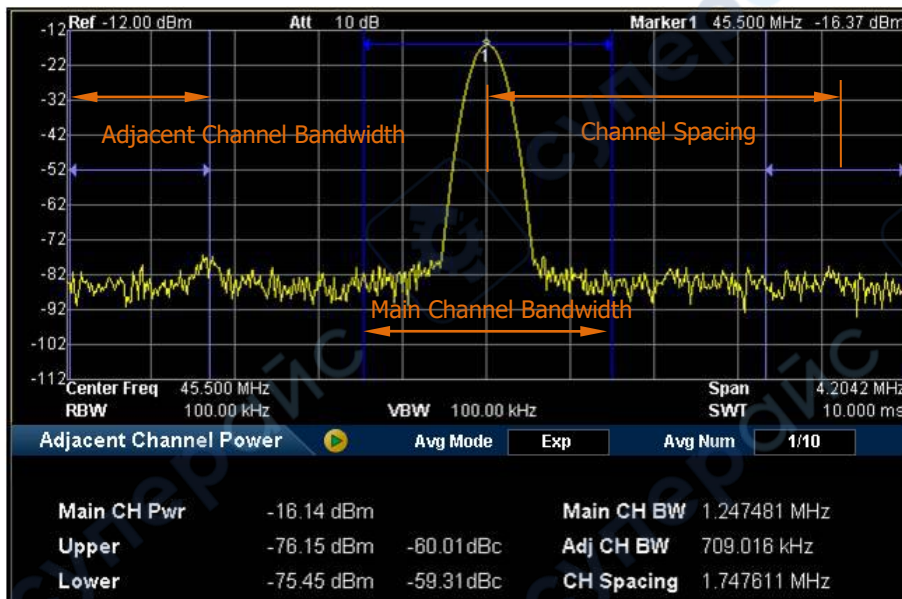 Ref -12.00 dBm Att 10 dB Marker1 45.500 MHz -16.37 dBm
-12
-22
-32
-42
-52
-62
-72
-82
-92
-102
-112
1
Adjacent Channel Bandwidth
Channel Spacing
Main Channel Bandwidth
Center Freq 45.500 MHz Span 4.2042 MHz
RBW 100.00 kHz VBW 100.00 kHz SWT 10.000 ms
Adjacent Channel Power Avg Mode Exp Avg Num 1/10
Main CH Pwr -16.14 dBm Main CH BW 1.247481 MHz
Upper -76.15 dBm -60.01dBc Adj CH BW 709.016 kHz
Lower -75.45 dBm -59.31dBc CH Spacing 1.747611 MHz
суперайс
суперайс
суперайс